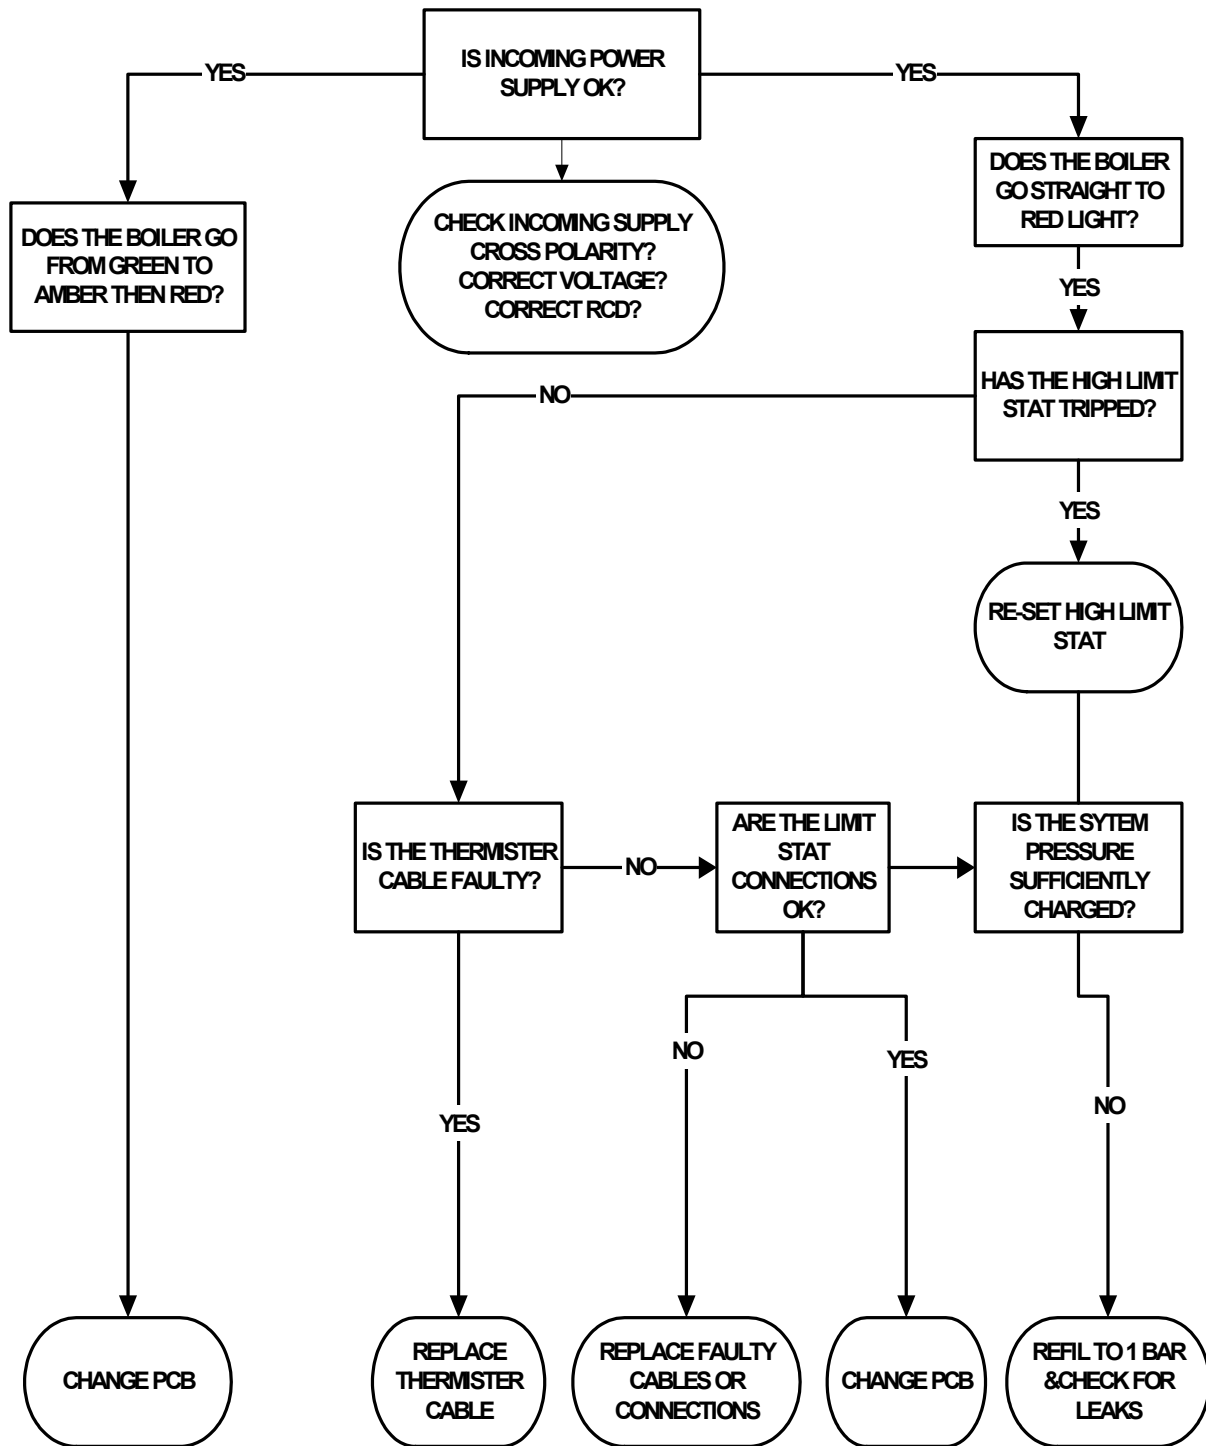 IS INCOMING POWER
SUPPLY OK?
YES
YES
DOES THE BOILER
GO STRAIGHT TO
RED LIGHT?
CHECK INCOMING SUPPLY
CROSS POLARITY?
CORRECT VOLTAGE?
CORRECT RCD?
DOES THE BOILER GO
FROM GREEN TO
AMBER THEN RED?
YES
HAS THE HIGH LIMIT
STAT TRIPPED?
NO
YES
RE-SET HIGH LIMIT
STAT
IS THE THERMISTER
CABLE FAULTY?
NO
ARE THE LIMIT
STAT
CONNECTIONS
OK?
IS THE SYTEM
PRESSURE
SUFFICIENTLY
CHARGED?
NO
YES
NO
YES
CHANGE PCB
REPLACE
THERMISTER
CABLE
REPLACE FAULTY
CABLES OR
CONNECTIONS
CHANGE PCB
REFIL TO 1 BAR
&CHECK FOR
LEAKS